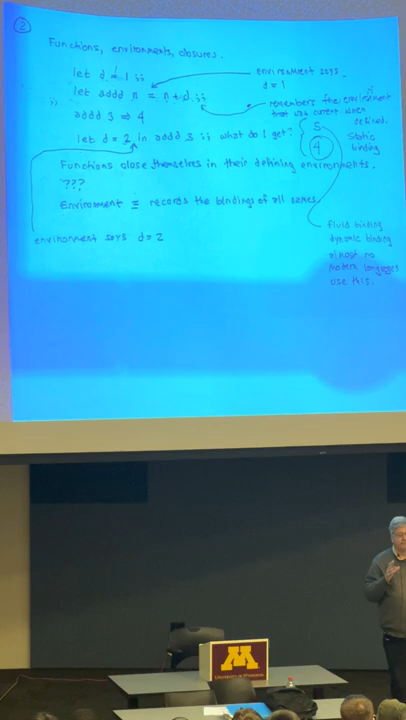 2
Functions, environments, closures.
let d = 1 ;;
let addd n = n + d ;;
environment says
d = 1
remembers the environment
that was current when
defined.
addd 3 ⇒ 4
let d = 2 in addd 3 ;; what do I get?
5
4
Static
binding
Functions close themselves in their defining environments.
???
Environment ≡ records the bindings of all names.
environment says d = 2
fluid binding
dynamic binding
almost no
modern languages
use this.
M
UNIVERSITY OF MINNESOTA